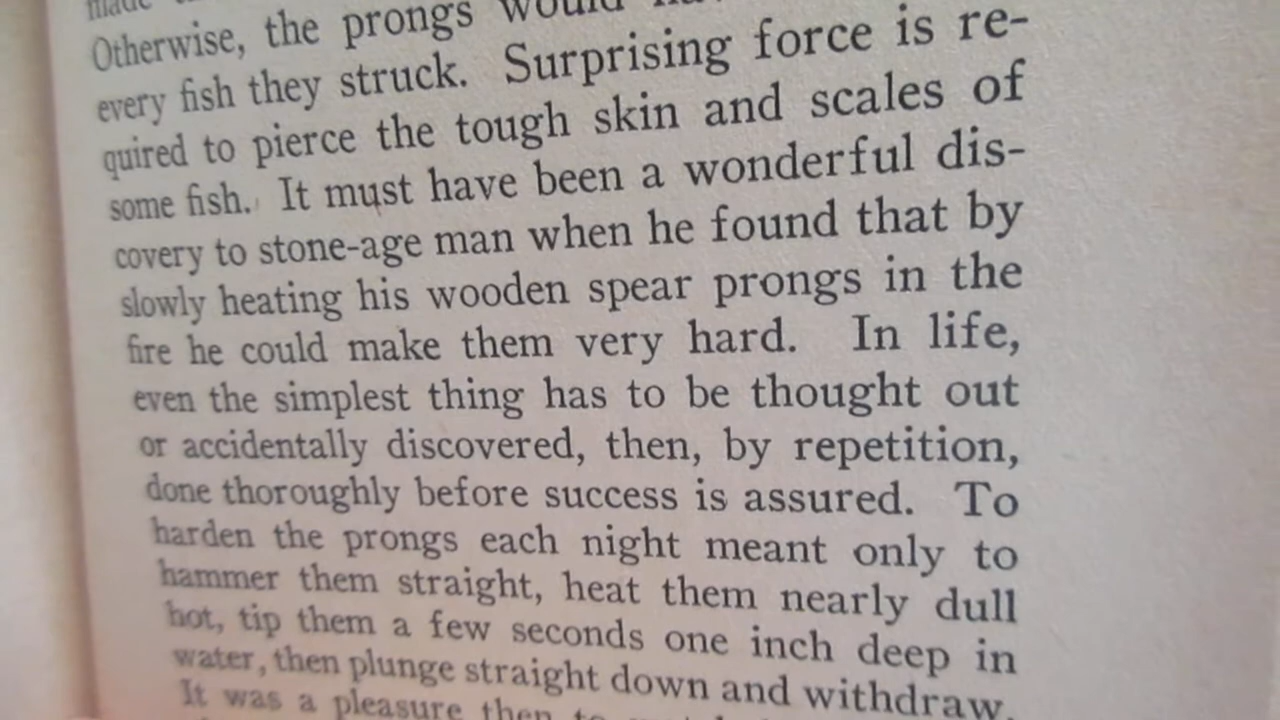 made
Otherwise, the prongs would
every fish they struck. Surprising force is re-
quired to pierce the tough skin and scales of
some fish. It must have been a wonderful dis-
covery to stone-age man when he found that by
slowly heating his wooden spear prongs in the
fire he could make them very hard. In life,
even the simplest thing has to be thought out
or accidentally discovered, then, by repetition,
done thoroughly before success is assured. To
harden the prongs each night meant only to
hammer them straight, heat them nearly dull
hot, tip them a few seconds one inch deep in
water, then plunge straight down and withdraw.
It was a pleasure then